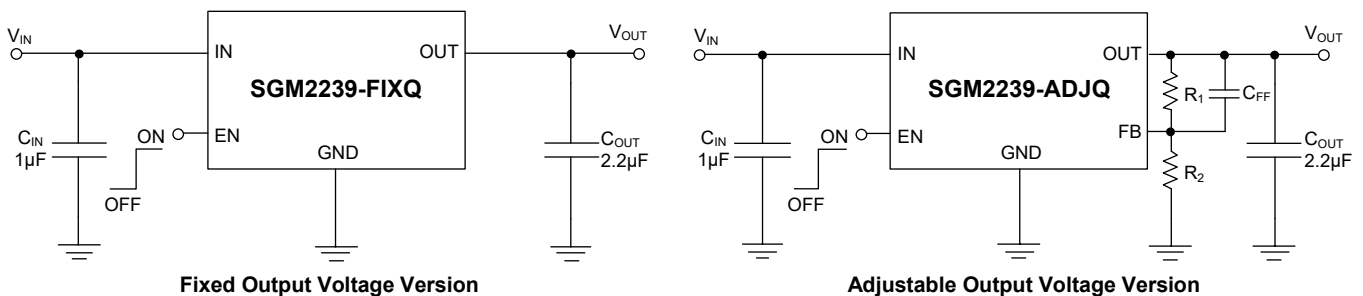 V_IN
IN
OUT
V_OUT
SGM2239-FIXQ
C_IN
1µF
ON
EN
OFF
GND
C_OUT
2.2µF
Fixed Output Voltage Version
V_IN
IN
OUT
V_OUT
SGM2239-ADJQ
R_1
C_FF
FB
C_IN
1µF
ON
EN
OFF
GND
R_2
C_OUT
2.2µF
Adjustable Output Voltage Version